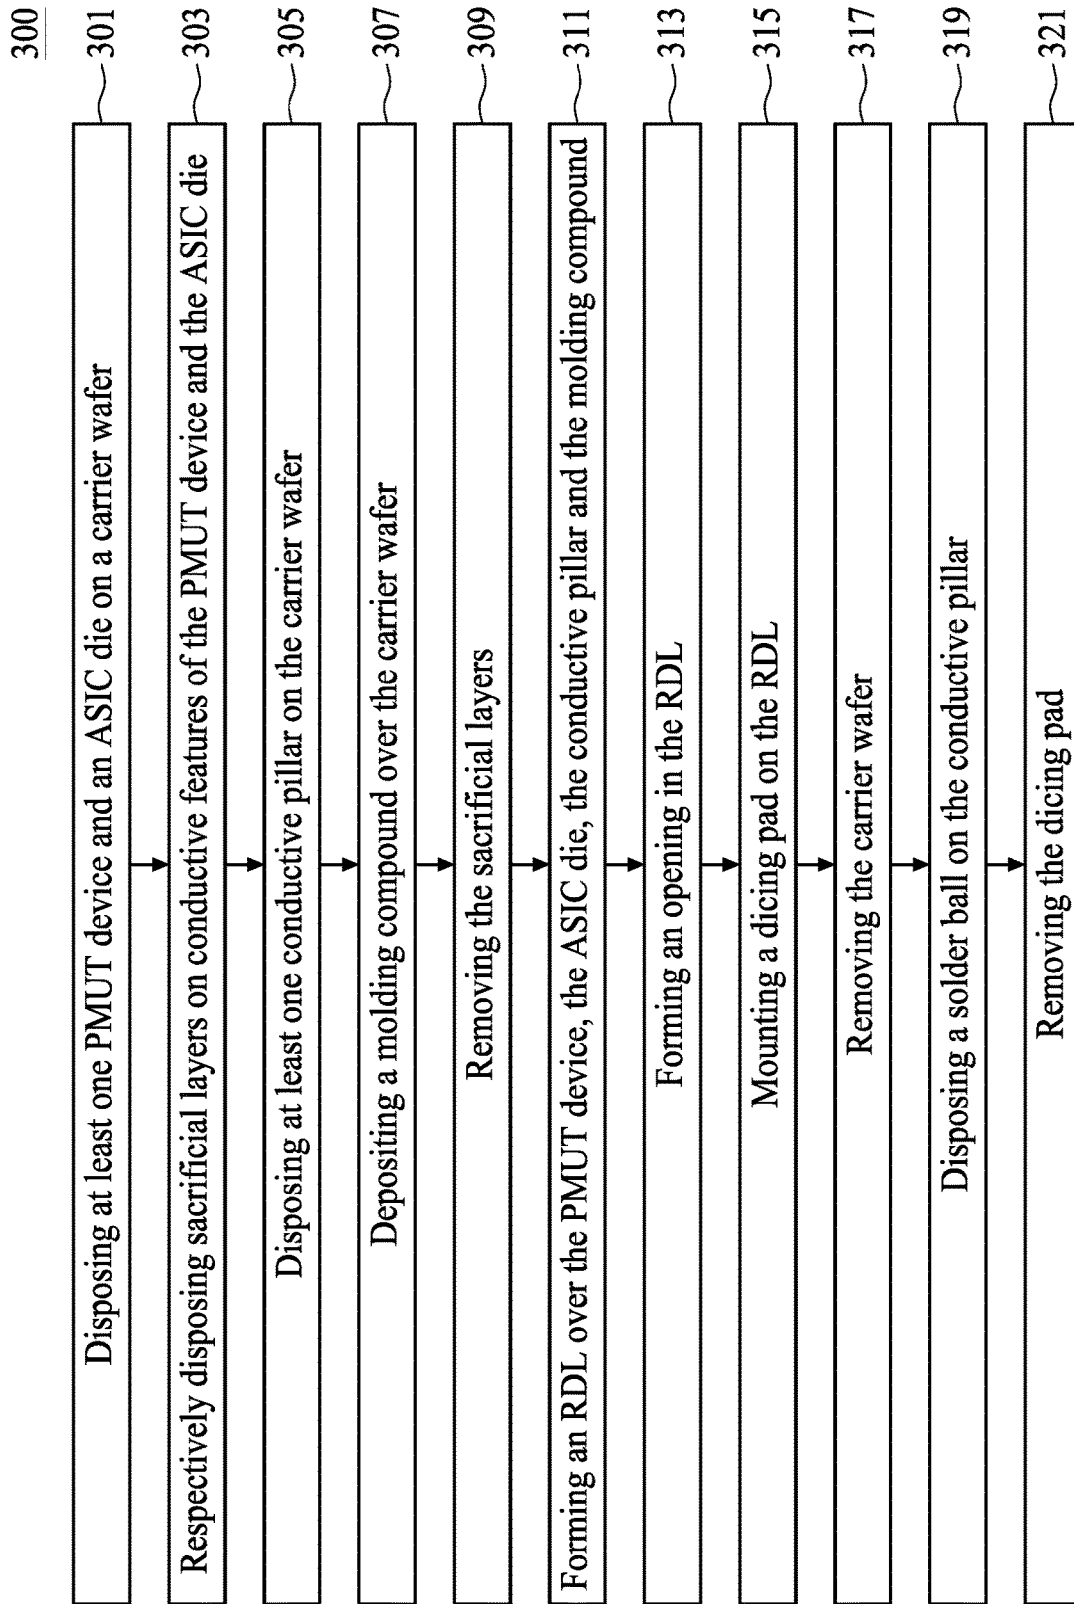 300
Disposing at least one PMUT device and an ASIC die on a carrier wafer
301
Respectively disposing sacrificial layers on conductive features of the PMUT device and the ASIC die
303
Disposing at least one conductive pillar on the carrier wafer
305
Depositing a molding compound over the carrier wafer
307
Removing the sacrificial layers
309
Forming an RDL over the PMUT device, the ASIC die, the conductive pillar and the molding compound
311
Forming an opening in the RDL
313
Mounting a dicing pad on the RDL
315
Removing the carrier wafer
317
Disposing a solder ball on the conductive pillar
319
Removing the dicing pad
321